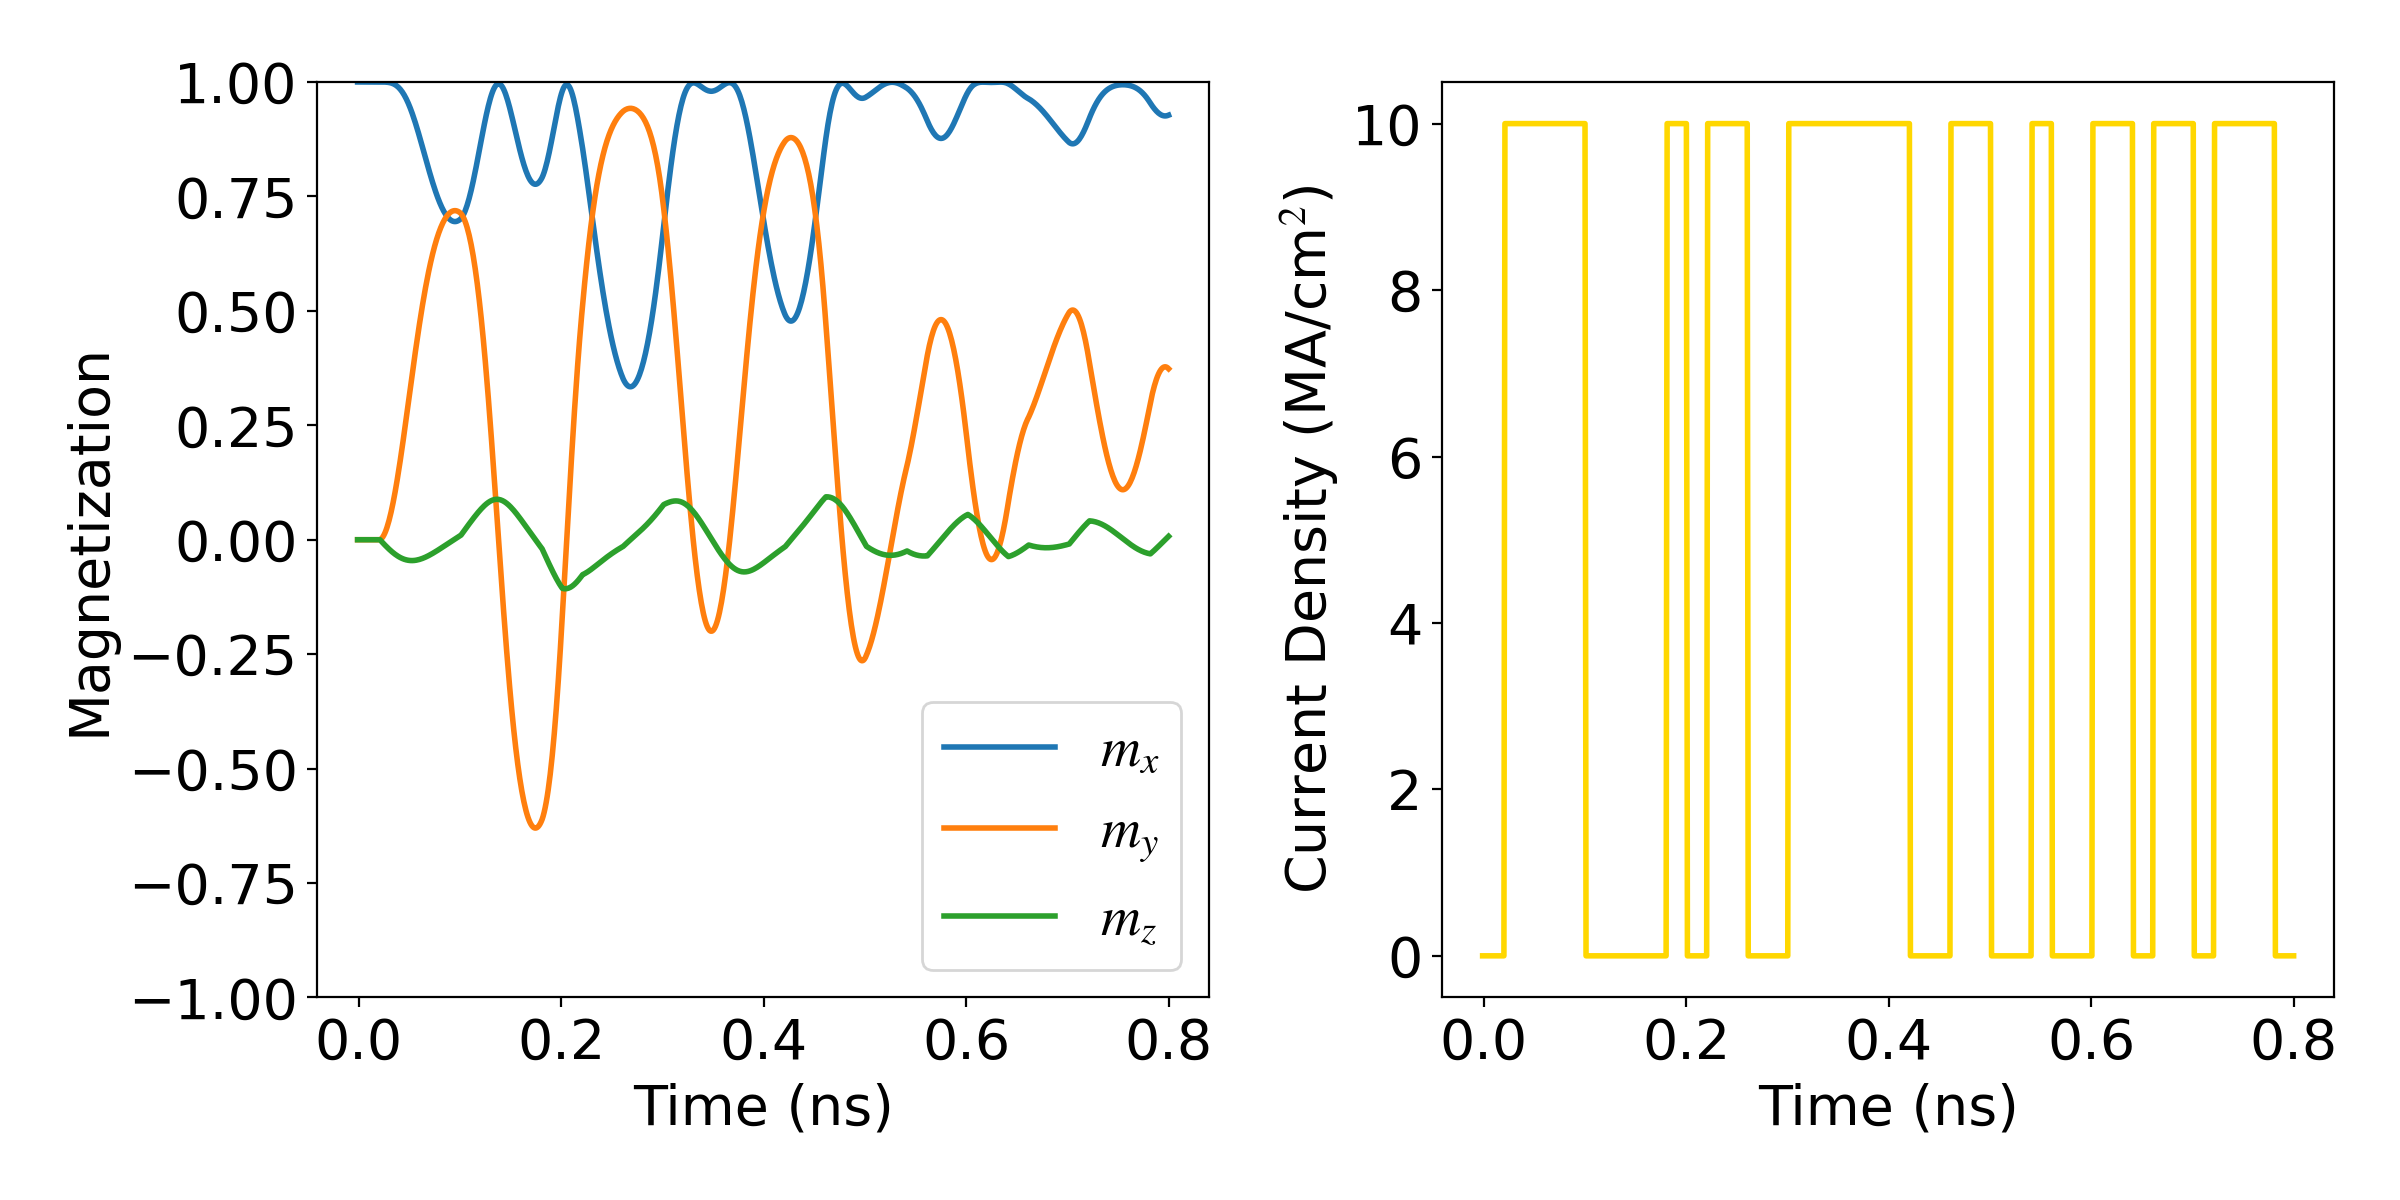 Magnetization
1.00
0.75
0.50
0.25
0.00
−0.25
−0.50
−0.75
−1.00
0.0 0.2 0.4 0.6 0.8
Time (ns)
m_x
m_y
m_z
Current Density (MA/cm²)
10
8
6
4
2
0
0.0 0.2 0.4 0.6 0.8
Time (ns)